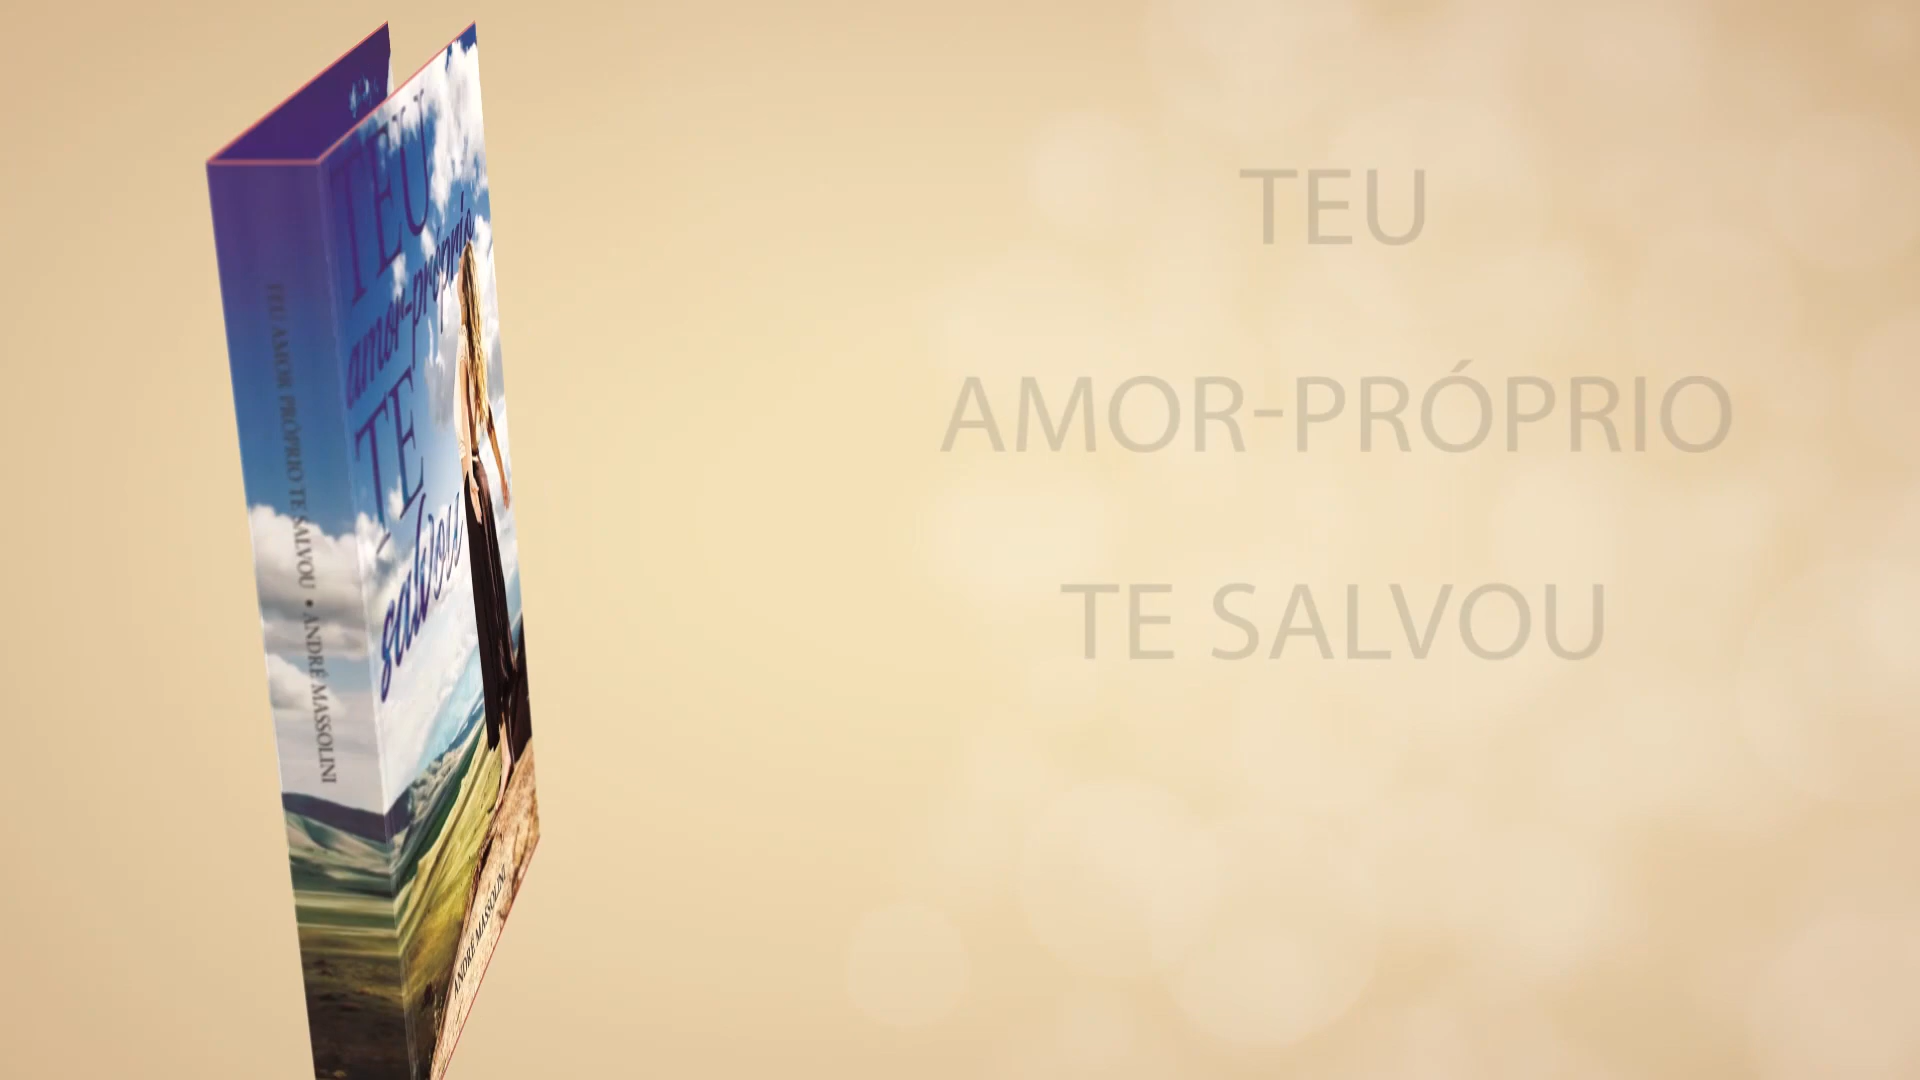 TEU
amor-próprio
TE
salvou
ANDRÉ MASSOLINI
TEU AMOR PRÓPRIO TE SALVOU • ANDRÉ MASSOLINI
TEU
AMOR-PRÓPRIO
TE SALVOU